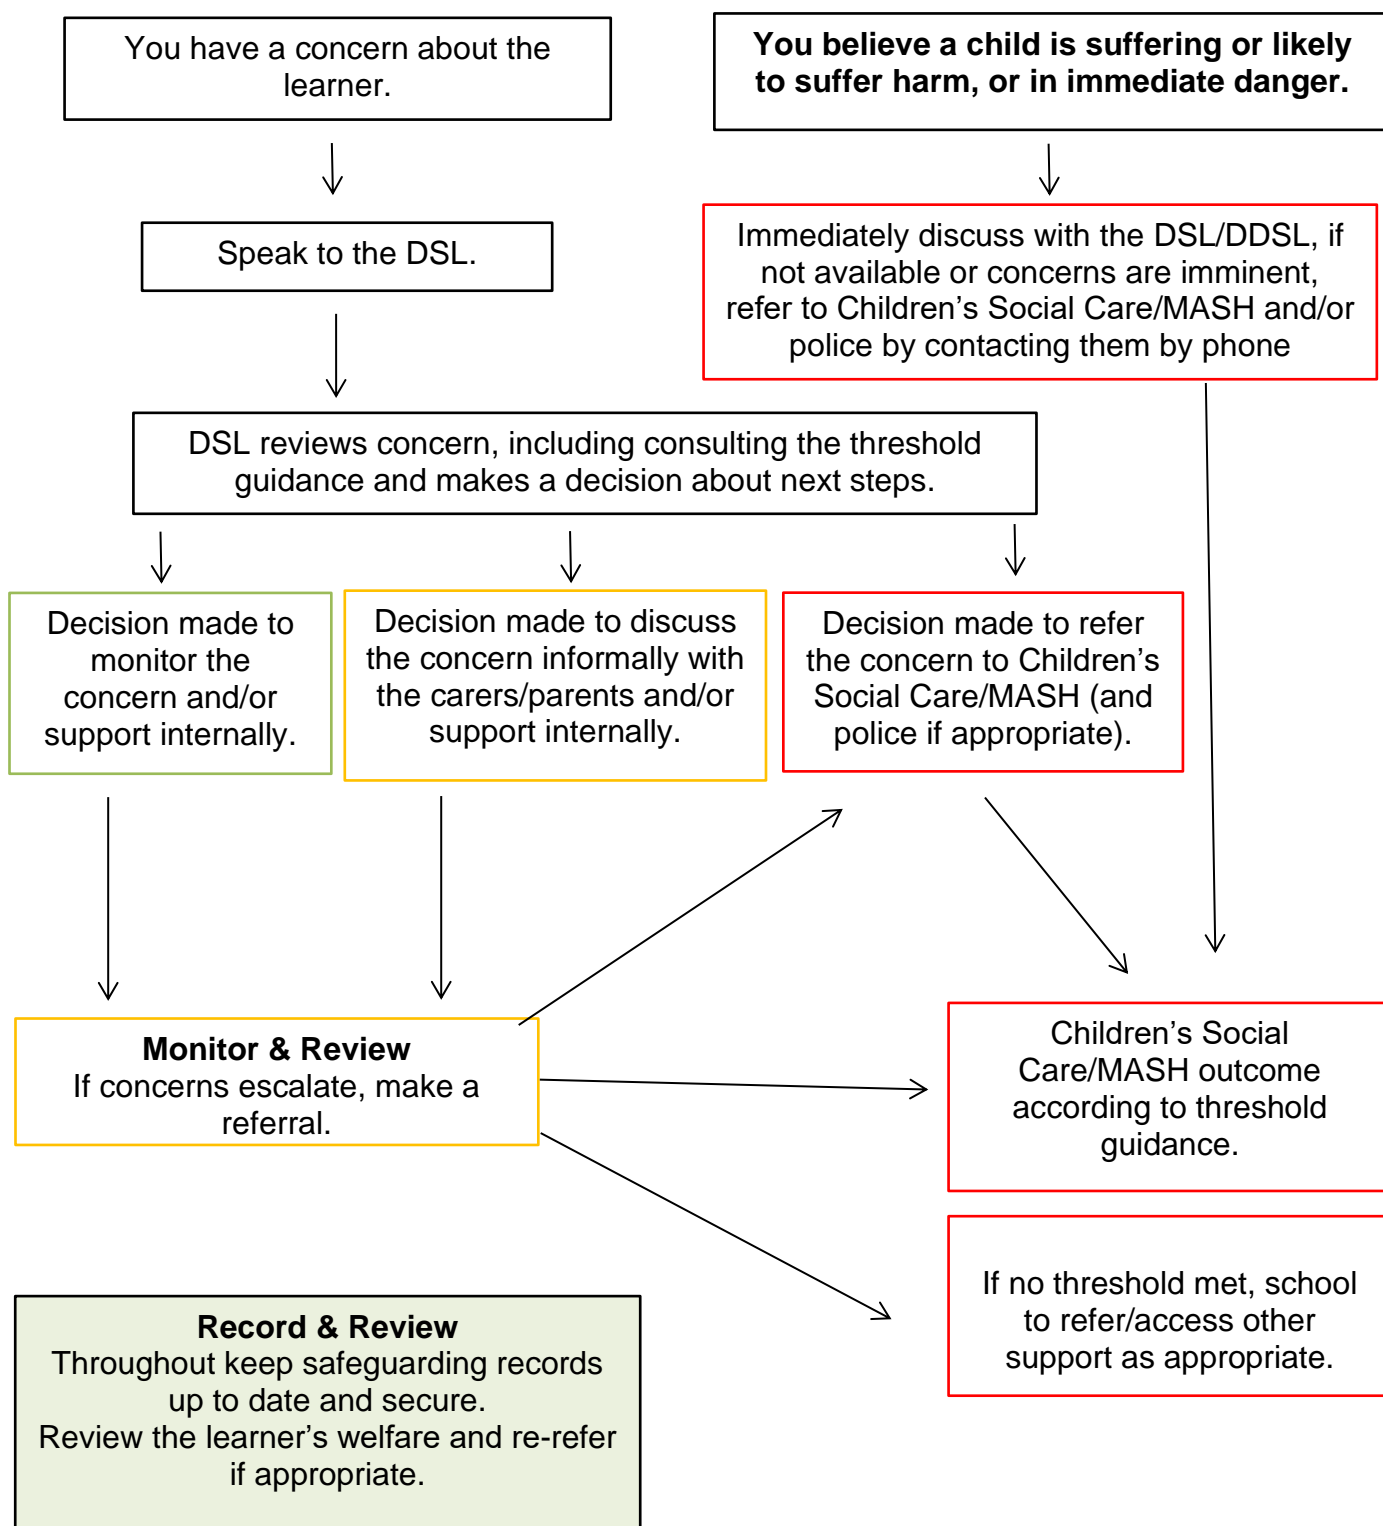 You have a concern about the
learner.
You believe a child is suffering or likely
to suffer harm, or in immediate danger.
Speak to the DSL.
Immediately discuss with the DSL/DDSL, if
not available or concerns are imminent,
refer to Children’s Social Care/MASH and/or
police by contacting them by phone
DSL reviews concern, including consulting the threshold
guidance and makes a decision about next steps.
Decision made to
monitor the
concern and/or
support internally.
Decision made to discuss
the concern informally with
the carers/parents and/or
support internally.
Decision made to refer
the concern to Children’s
Social Care/MASH (and
police if appropriate).
Monitor & Review
If concerns escalate, make a
referral.
Children’s Social
Care/MASH outcome
according to threshold
guidance.
If no threshold met, school
to refer/access other
support as appropriate.
Record & Review
Throughout keep safeguarding records
up to date and secure.
Review the learner’s welfare and re-refer
if appropriate.